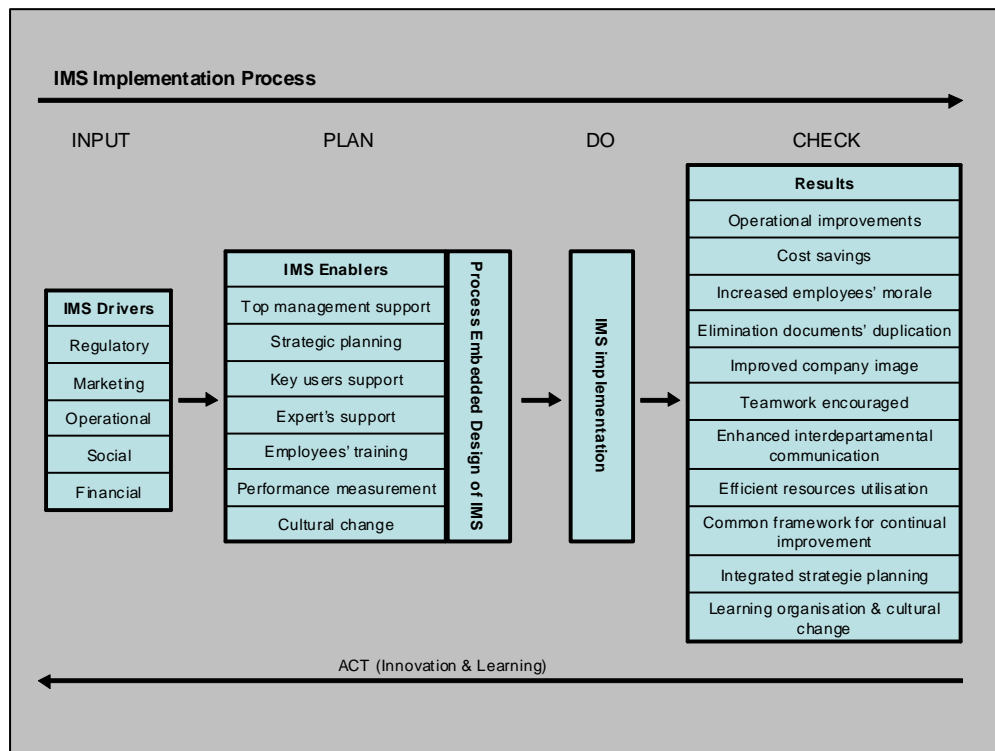 IMS Implementation Process
INPUT
PLAN
DO
CHECK
IMS Drivers
Regulatory
Marketing
Operational
Social
Financial
IMS Enablers
Top management support
Strategic planning
Key users support
Expert's support
Employees' training
Performance measurement
Cultural change
Process Embedded Design of IMS
IMS implementation
Results
Operational improvements
Cost savings
Increased employees' morale
Elimination documents' duplication
Improved company image
Teamwork encouraged
Enhanced interdepartamental
communication
Efficient resources utilisation
Common framework for continual
improvement
Integrated strategie planning
Learning organisation & cultural
change
ACT (Innovation & Learning)